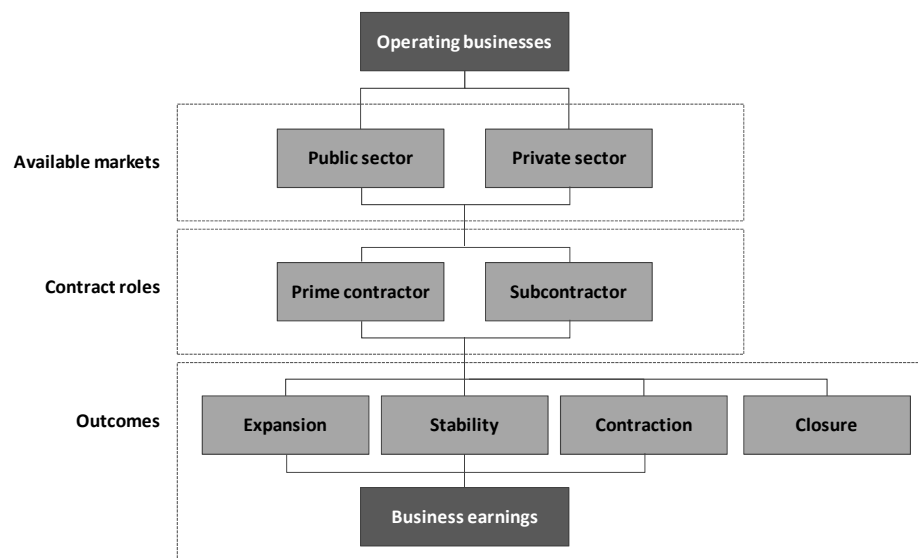 Operating businesses
Available markets
Public sector
Private sector
Contract roles
Prime contractor
Subcontractor
Outcomes
Expansion
Stability
Contraction
Closure
Business earnings